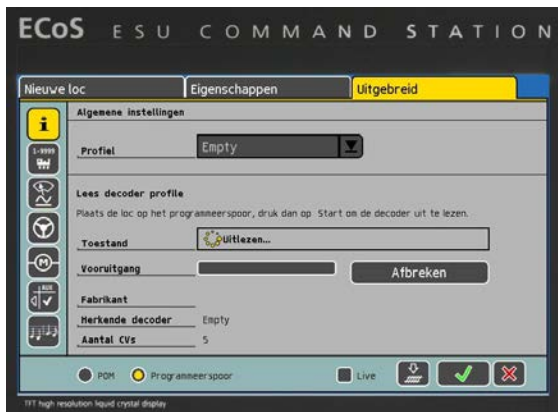 ECoS ESU COMMAND STATION
Nieuwe loc Eigenschappen Uitgebreid
Algemene instellingen
i
1-9999
Profiel Empty
Lees decoder profile
Plaats de loc op het programmeerspoor, druk dan op Start om de decoder uit te lezen.
Toestand Uitlezen...
Vooruitgang Afbreken
M
Fabrikant
AUX
Herkende decoder Empty
Aantal CVs 5
POM Programmeerspoor Live
TFT high resolution liquid crystal display